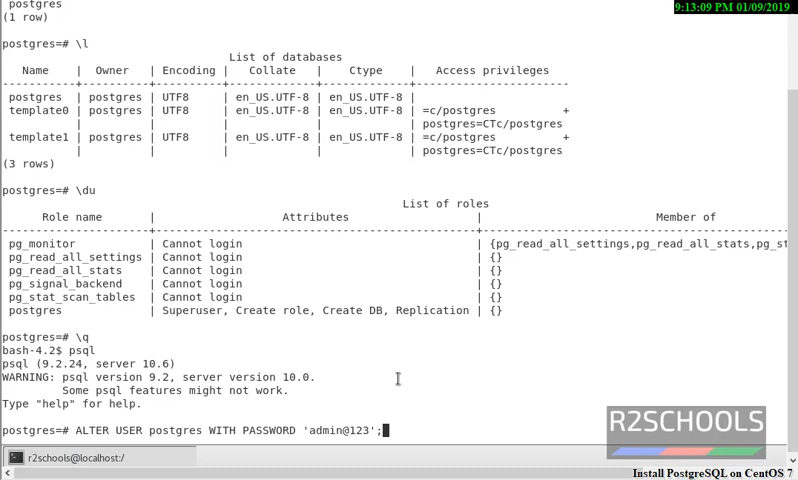 9:13:09 PM 01/09/2019
postgres
(1 row)
postgres=# \l
List of databases
Name | Owner | Encoding | Collate | Ctype | Access privileges
-----------+----------+----------+-------------+-------------+-----------------------
postgres | postgres | UTF8 | en_US.UTF-8 | en_US.UTF-8 |
template0 | postgres | UTF8 | en_US.UTF-8 | en_US.UTF-8 | =c/postgres +
| | | | | postgres=CTc/postgres
template1 | postgres | UTF8 | en_US.UTF-8 | en_US.UTF-8 | =c/postgres +
| | | | | postgres=CTc/postgres
(3 rows)
postgres=# \du
List of roles
Role name | Attributes | Member of
pg_monitor | Cannot login | {pg_read_all_settings,pg_read_all_stats,pg_st
pg_read_all_settings | Cannot login | {}
pg_read_all_stats | Cannot login | {}
pg_signal_backend | Cannot login | {}
pg_stat_scan_tables | Cannot login | {}
postgres | Superuser, Create role, Create DB, Replication | {}
postgres=# \q
bash-4.2$ psql
psql (9.2.24, server 10.6)
WARNING: psql version 9.2, server version 10.0.
Some psql features might not work.
Type "help" for help.
postgres=# ALTER USER postgres WITH PASSWORD 'admin@123';
R2SCHOOLS
r2schools@localhost:/
Install PostgreSQL on CentOS 7